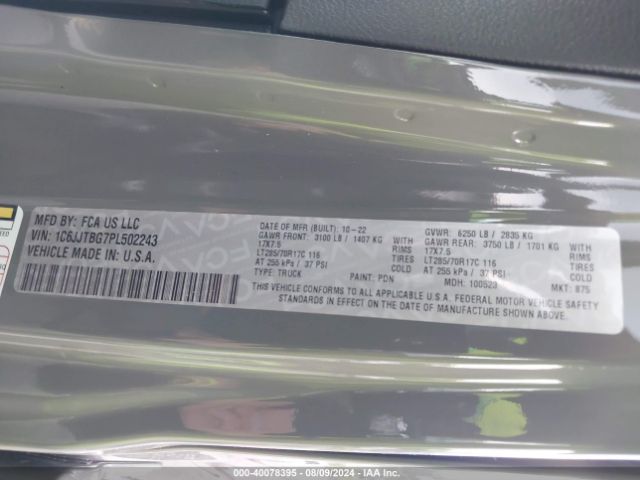 MFD BY: FCA US LLC
VIN: 1C6JJTBG7PL502243
VEHICLE MADE IN: U.S.A.
DATE OF MFR (BUILT): 10-22 GVWR: 6250 LB / 2835 KG
GAWR FRONT: 3100 LB / 1407 KG GAWR REAR: 3750 LB / 1701 KG
17X7.5 RIMS 17X7.5 RIMS
LT285/70R17C 116 TIRES LT285/70R17C 116 TIRES
AT 255 kPa / 37 PSI COLD AT 255 kPa / 37 PSI COLD
TYPE: TRUCK PAINT: PDN MDH: 100523 MKT: 875
THIS VEHICLE CONFORMS TO ALL APPLICABLE U.S.A. FEDERAL MOTOR VEHICLE SAFETY
STANDARDS IN EFFECT ON THE DATE OF MANUFACTURE SHOWN ABOVE.
00-40078395 - 08/09/2024 - IAA Inc.